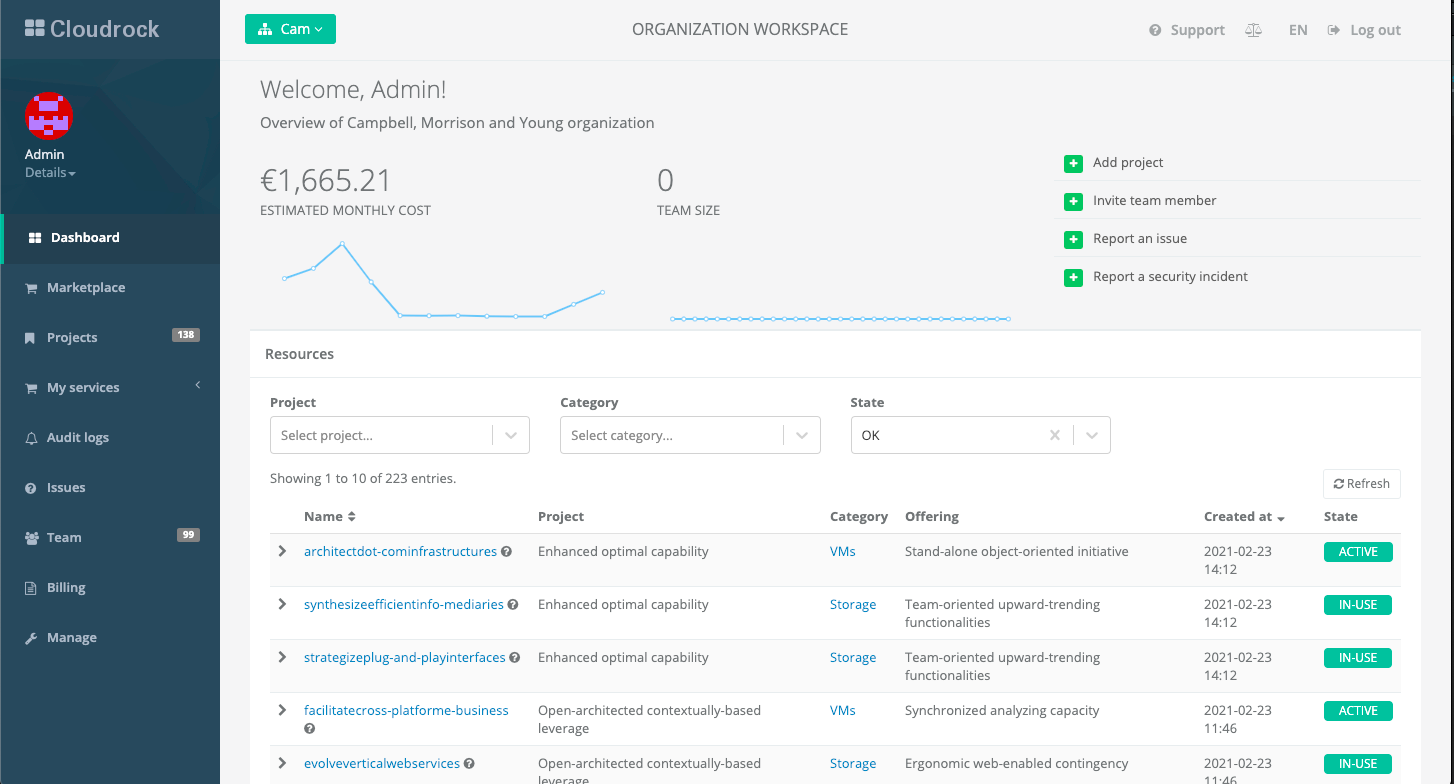 Cloudrock
Cam
ORGANIZATION WORKSPACE
Support
EN
Log out
Admin
Details
Dashboard
Marketplace
Projects 138
My services
Audit logs
Issues
Team 99
Billing
Manage
Welcome, Admin!
Overview of Campbell, Morrison and Young organization
€1,665.21
ESTIMATED MONTHLY COST
0
TEAM SIZE
Add project
Invite team member
Report an issue
Report a security incident
Resources
Project Category State
Select project... Select category... OK
Showing 1 to 10 of 223 entries.
Refresh
Name Project Category Offering Created at State
architectdot-cominfrastructures Enhanced optimal capability VMs Stand-alone object-oriented initiative 2021-02-23 ACTIVE
14:12
synthesizeefficientinfo-mediaries Enhanced optimal capability Storage Team-oriented upward-trending 2021-02-23 IN-USE
functionalities 14:12
strategizeplug-and-playinterfaces Enhanced optimal capability Storage Team-oriented upward-trending 2021-02-23 IN-USE
functionalities 14:12
facilitatecross-platforme-business Open-architected contextually-based VMs Synchronized analyzing capacity 2021-02-23 ACTIVE
leverage 11:46
evolveverticalwebservices Open-architected contextually-based Storage Ergonomic web-enabled contingency 2021-02-23 IN-USE
leverage 11:46